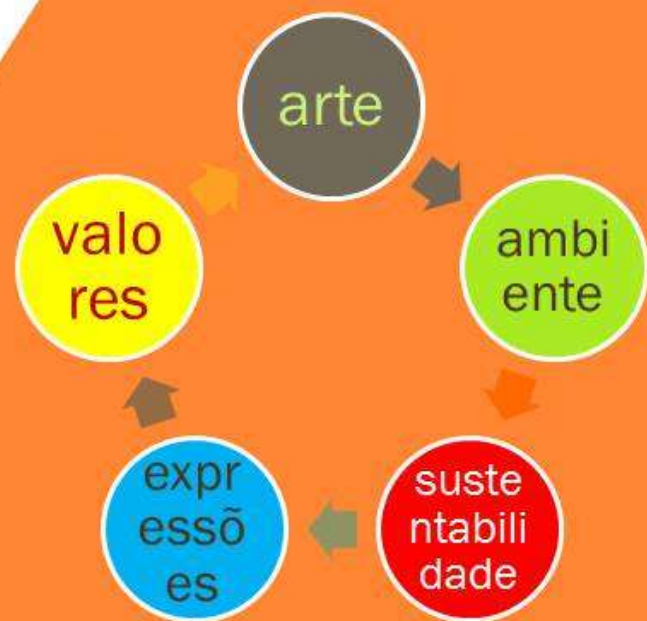 arte
ambi
ente
suste
ntabili
dade
expr
essõ
es
valo
res